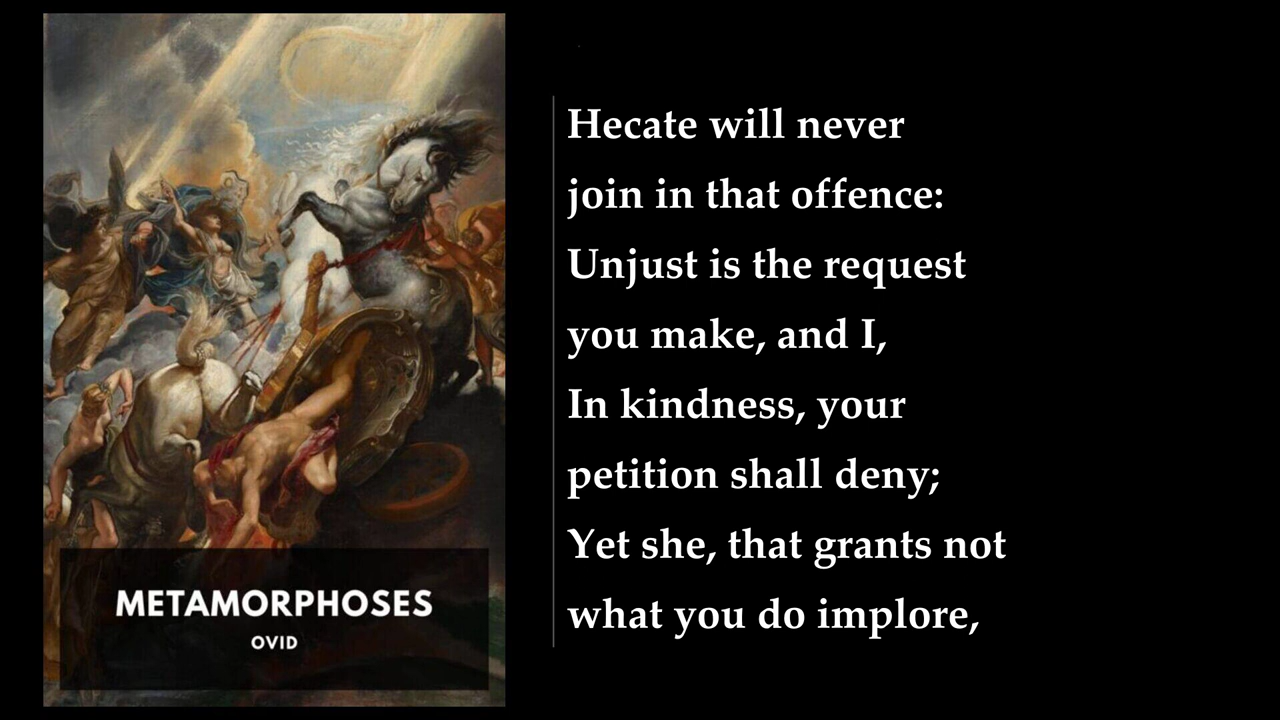 METAMORPHOSES
OVID
Hecate will never
join in that offence:
Unjust is the request
you make, and I,
In kindness, your
petition shall deny;
Yet she, that grants not
what you do implore,